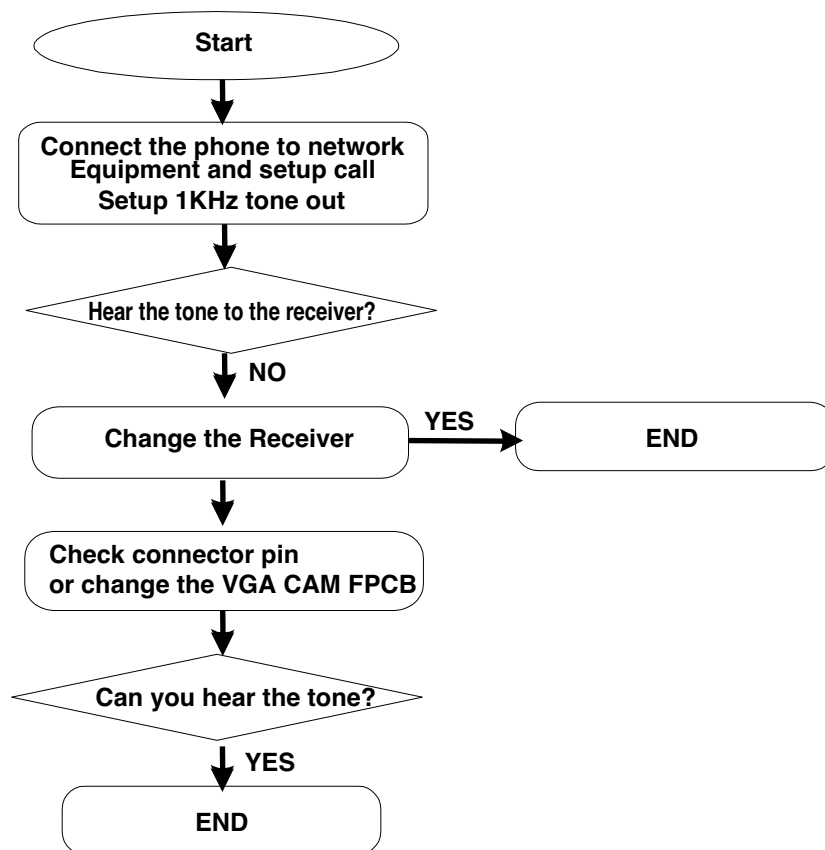 Start
Connect the phone to network
Equipment and setup call
Setup 1KHz tone out
Hear the tone to the receiver?
NO
Change the Receiver
YES
END
Check connector pin
or change the VGA CAM FPCB
Can you hear the tone?
YES
END